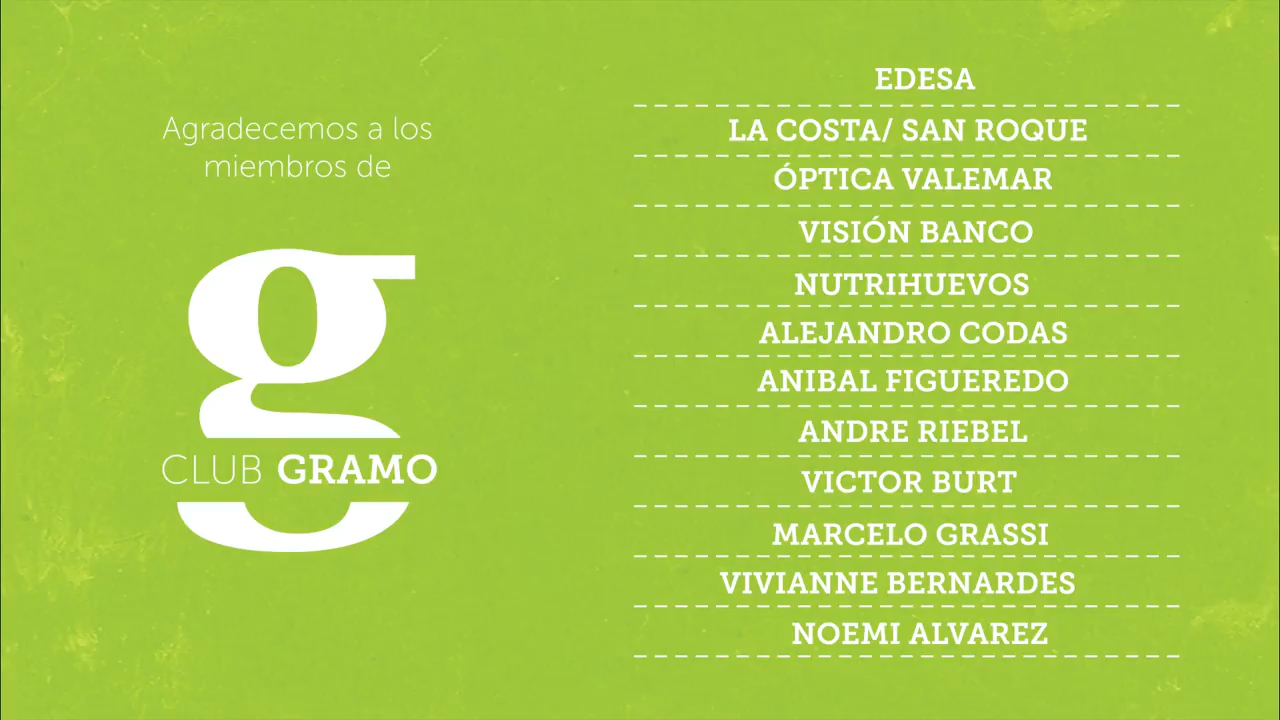 Agradecemos a los
miembros de
g
CLUB GRAMO
EDESA
LA COSTA/ SAN ROQUE
ÓPTICA VALEMAR
VISIÓN BANCO
NUTRIHUEVOS
ALEJANDRO CODAS
ANIBAL FIGUEREDO
ANDRE RIEBEL
VICTOR BURT
MARCELO GRASSI
VIVIANNE BERNARDES
NOEMI ALVAREZ